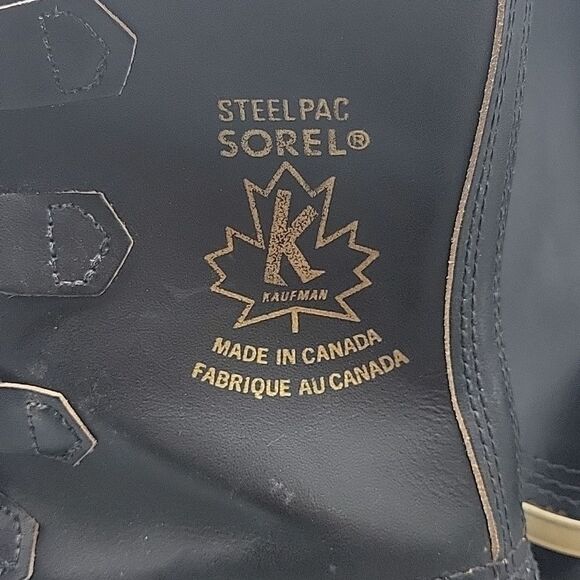 STEELPAC
SOREL®
K
KAUFMAN
MADE IN CANADA
FABRIQUE AU CANADA